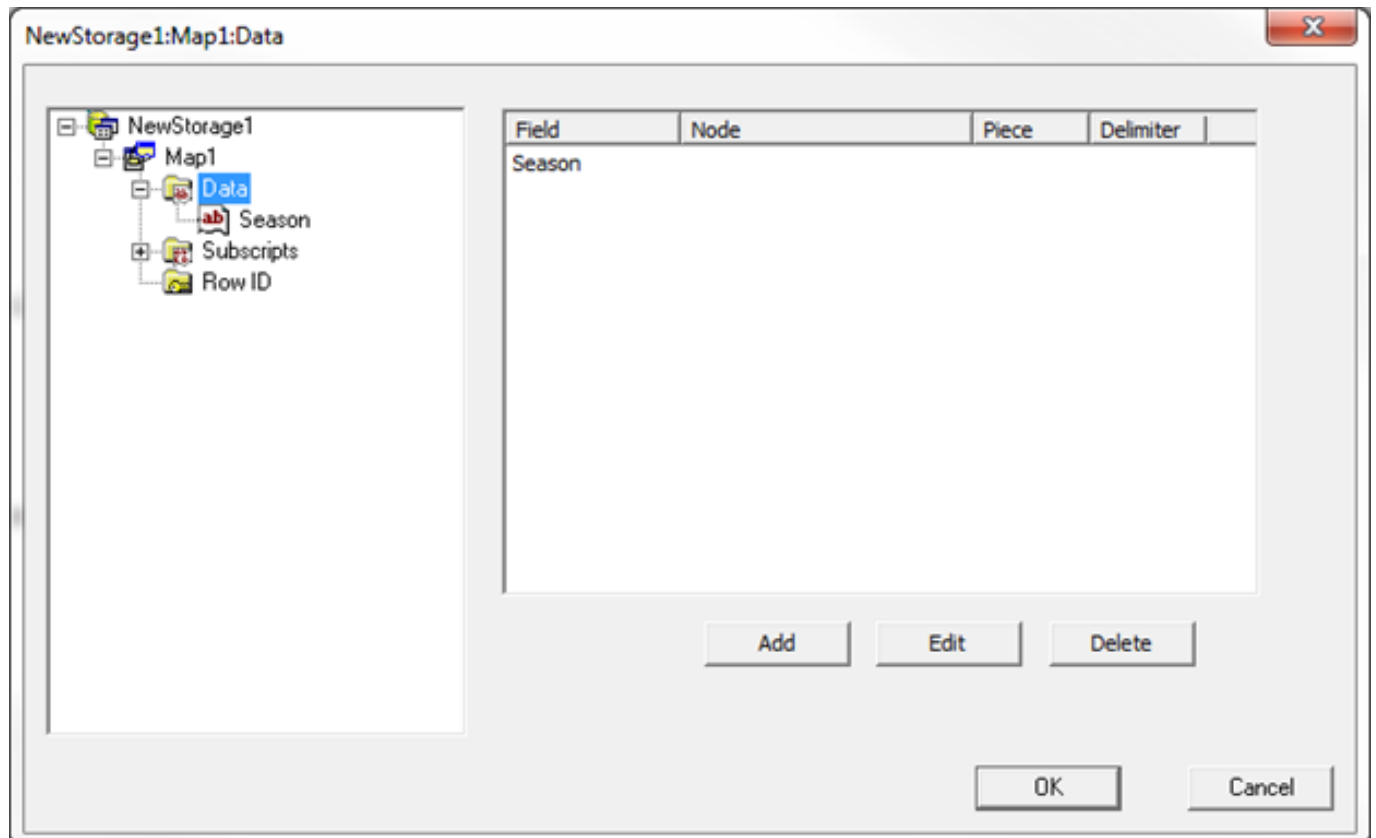 NewStorage1:Map1:Data
NewStorage1
Map1
Data
Season
Subscripts
Row ID
Field Node Piece Delimiter
Season
Add Edit Delete
OK Cancel